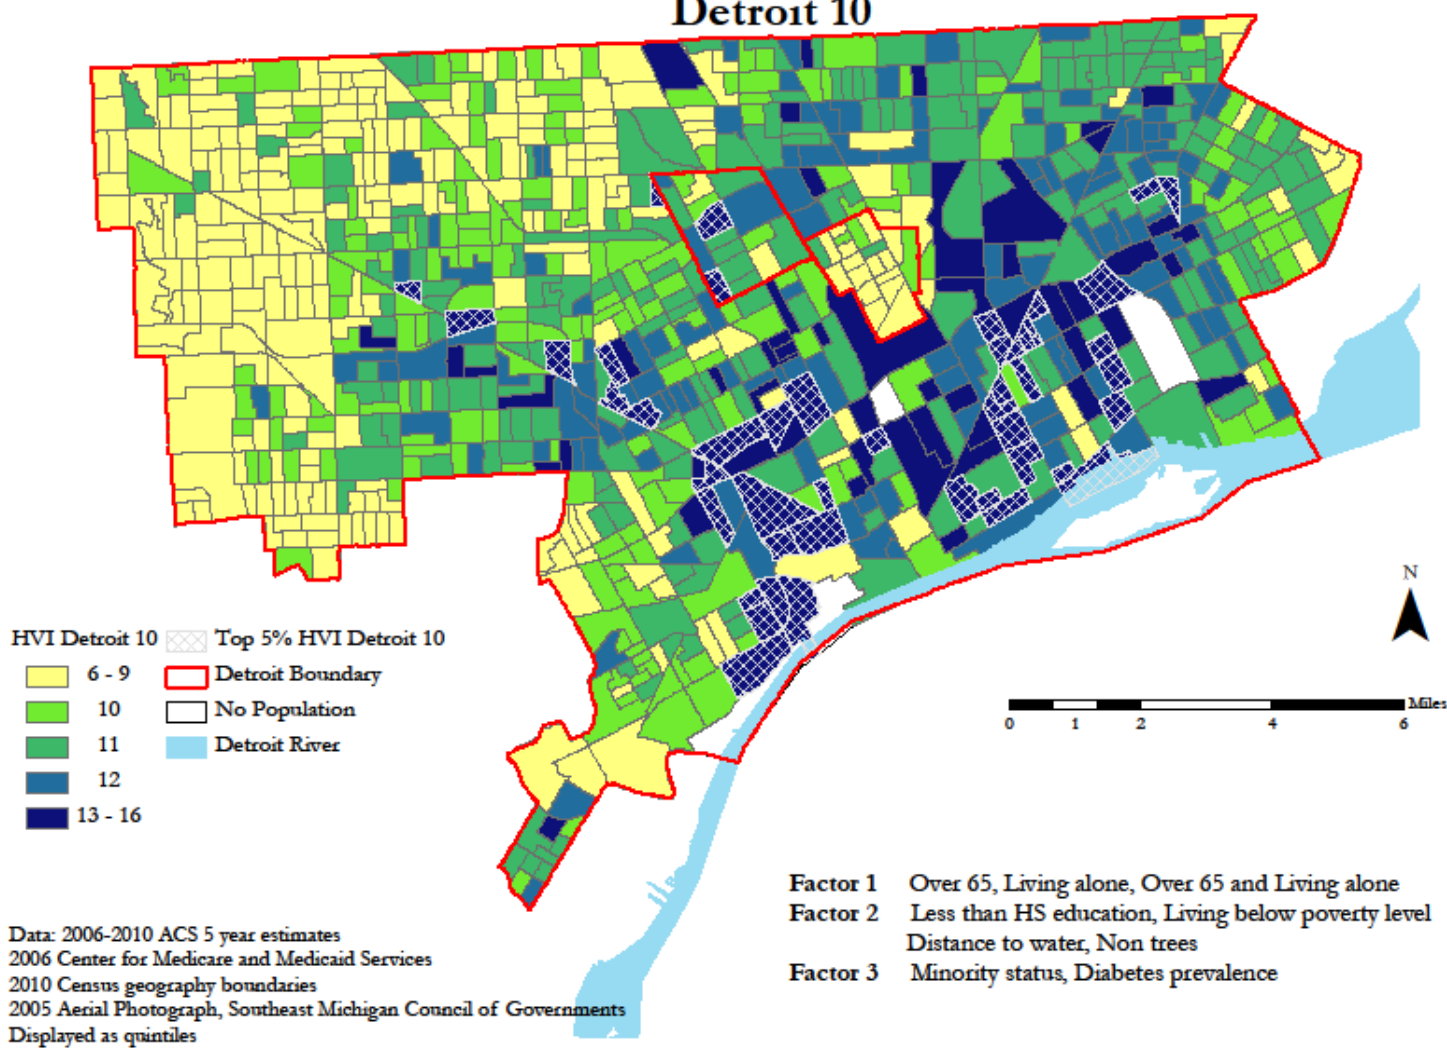 Detroit 10
N
Miles
0 1 2 4 6
HVI Detroit 10
6 - 9
10
11
12
13 - 16
Top 5% HVI Detroit 10
Detroit Boundary
No Population
Detroit River
Factor 1 Over 65, Living alone, Over 65 and Living alone
Factor 2 Less than HS education, Living below poverty level
Distance to water, Non trees
Factor 3 Minority status, Diabetes prevalence
Data: 2006-2010 ACS 5 year estimates
2006 Center for Medicare and Medicaid Services
2010 Census geography boundaries
2005 Aerial Photograph, Southeast Michigan Council of Governments
Displayed as quintiles